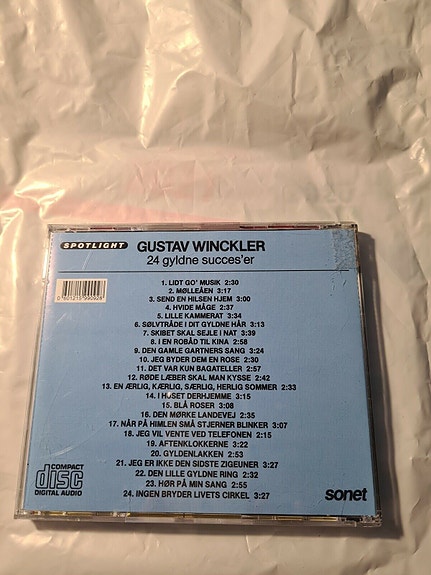 SPOTLIGHT
GUSTAV WINCKLER
24 gyldne succes'er
1. LIDT GO' MUSIK 2:30
2. MØLLEÅEN 3:17
3. SEND EN HILSEN HJEM 3:00
4. HVIDE MÅGE 2:37
5. LILLE KAMMERAT 3:34
6. SØLVTRÅDE I DIT GYLDNE HÅR 3:13
7. SKIBET SKAL SEJLE I NAT 3:39
8. I EN ROBÅD TIL KINA 2:58
9. DEN GAMLE GARTNERS SANG 3:24
10. JEG BYDER DEM EN ROSE 2:30
11. DET VAR KUN BAGATELLER 2:57
12. RØDE LÆBER SKAL MAN KYSSE 2:42
13. EN ÆRLIG, KÆRLIG, SÆRLIG, HERLIG SOMMER 2:33
14. I HUSET DERHJEMME 3:15
15. BLÅ ROSER 3:08
16. DEN MØRKE LANDEVEJ 2:35
17. NÅR PÅ HIMLEN SMÅ STJERNER BLINKER 3:07
18. JEG VIL VENTE VED TELEFONEN 2:15
19. AFTENKLOKKERNE 3:22
20. GYLDENLAKKEN 2:53
21. JEG ER IKKE DEN SIDSTE ZIGEUNER 3:27
22. DEN LILLE GYLDNE RING 2:32
23. HØR PÅ MIN SANG 2:55
24. INGEN BRYDER LIVETS CIRKEL 3:27
COMPACT
disc
DIGITAL AUDIO
sonet